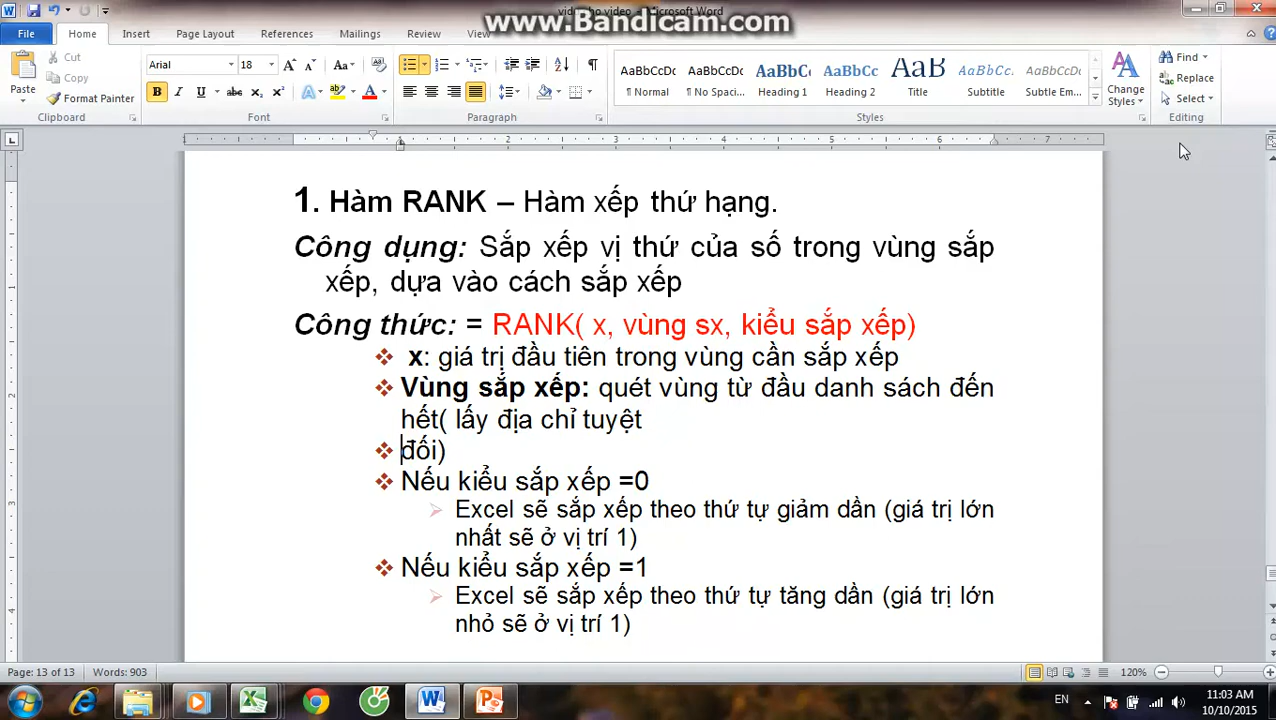 www.Bandicam.com
Microsoft Word
File Home Insert Page Layout References Mailings Review View
Cut
Copy
Format Painter
Paste
Clipboard
Arial 18
Font
Paragraph
AaBbCcDc AaBbCcDc AaBbC AaBbCc AaB AaBbCcDc AaBbCcDc
¶ Normal ¶ No Spaci... Heading 1 Heading 2 Title Subtitle Subtle Em...
Change Styles
Styles
Find
Replace
Select
Editing
1. Hàm RANK – Hàm xếp thứ hạng.
Công dụng: Sắp xếp vị thứ của số trong vùng sắp
xếp, dựa vào cách sắp xếp
Công thức: = RANK( x, vùng sx, kiểu sắp xếp)
❖ x: giá trị đầu tiên trong vùng cần sắp xếp
❖ Vùng sắp xếp: quét vùng từ đầu danh sách đến
hết( lấy địa chỉ tuyệt
❖ đối)
❖ Nếu kiểu sắp xếp =0
➢ Excel sẽ sắp xếp theo thứ tự giảm dần (giá trị lớn
nhất sẽ ở vị trí 1)
❖ Nếu kiểu sắp xếp =1
➢ Excel sẽ sắp xếp theo thứ tự tăng dần (giá trị lớn
nhỏ sẽ ở vị trí 1)
Page: 13 of 13 Words: 903 120%
EN 11:03 AM
10/10/2015